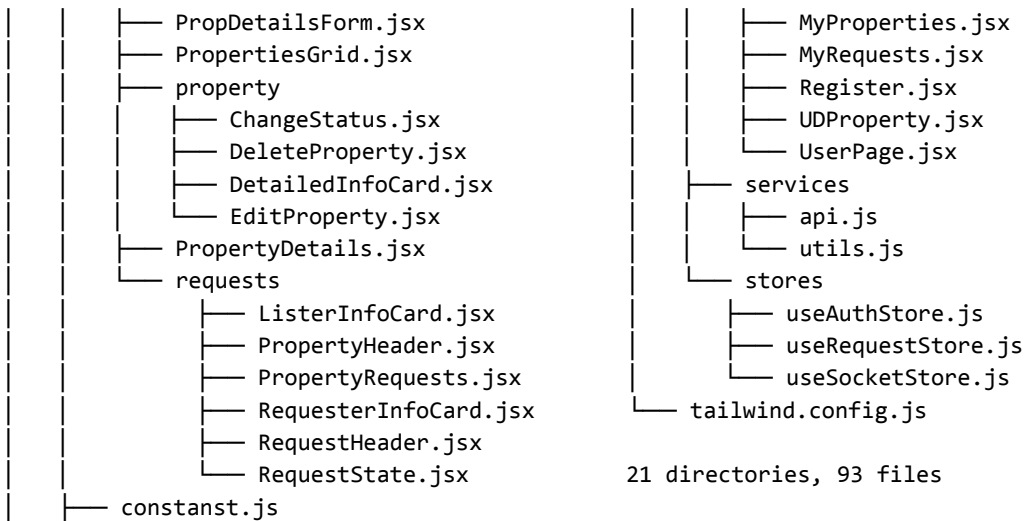 │   │   ├── PropDetailsForm.jsx
│   │   ├── PropertiesGrid.jsx
│   │   ├── property
│   │   │   ├── ChangeStatus.jsx
│   │   │   ├── DeleteProperty.jsx
│   │   │   ├── DetailedInfoCard.jsx
│   │   │   └── EditProperty.jsx
│   │   ├── PropertyDetails.jsx
│   │   └── requests
│   │       ├── ListerInfoCard.jsx
│   │       ├── PropertyHeader.jsx
│   │       ├── PropertyRequests.jsx
│   │       ├── RequesterInfoCard.jsx
│   │       ├── RequestHeader.jsx
│   │       └── RequestState.jsx
│   ├── constanst.js
│   │   ├── MyProperties.jsx
│   │   ├── MyRequests.jsx
│   │   ├── Register.jsx
│   │   ├── UDProperty.jsx
│   │   └── UserPage.jsx
│   ├── services
│   │   ├── api.js
│   │   └── utils.js
│   └── stores
│       ├── useAuthStore.js
│       ├── useRequestStore.js
│       └── useSocketStore.js
└── tailwind.config.js
21 directories, 93 files